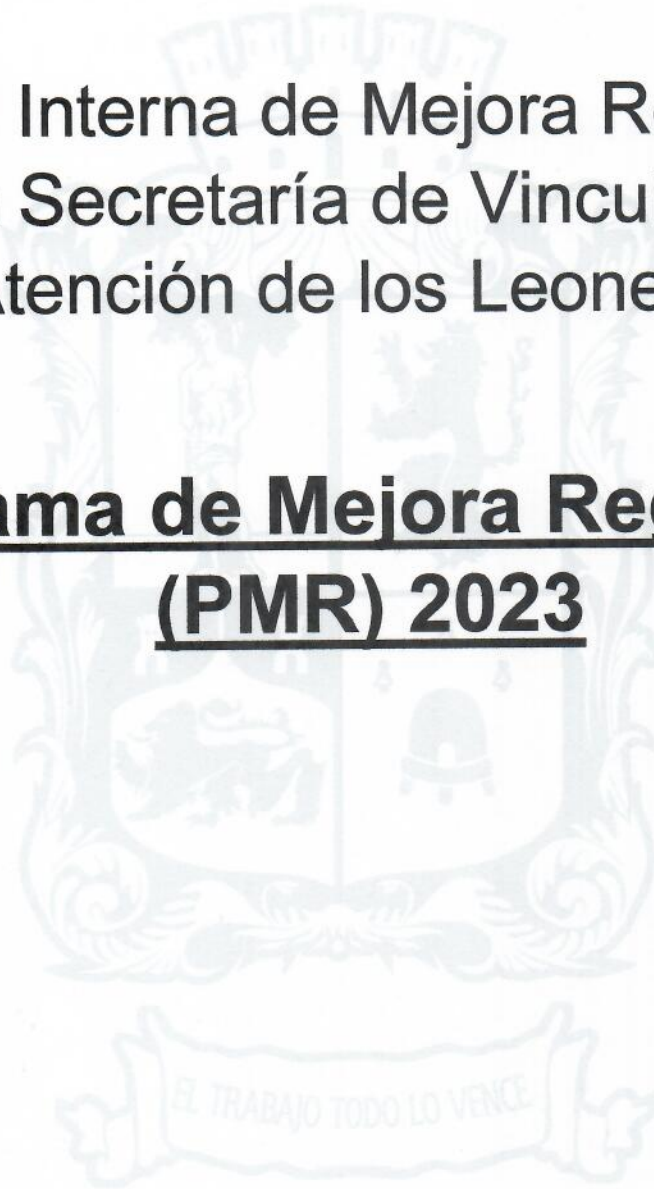 Interna de Mejora R
Secretaría de Vincu
tención de los Leone
ama de Mejora Reg
(PMR) 2023
EL TRABAJO TODO LO VENCE